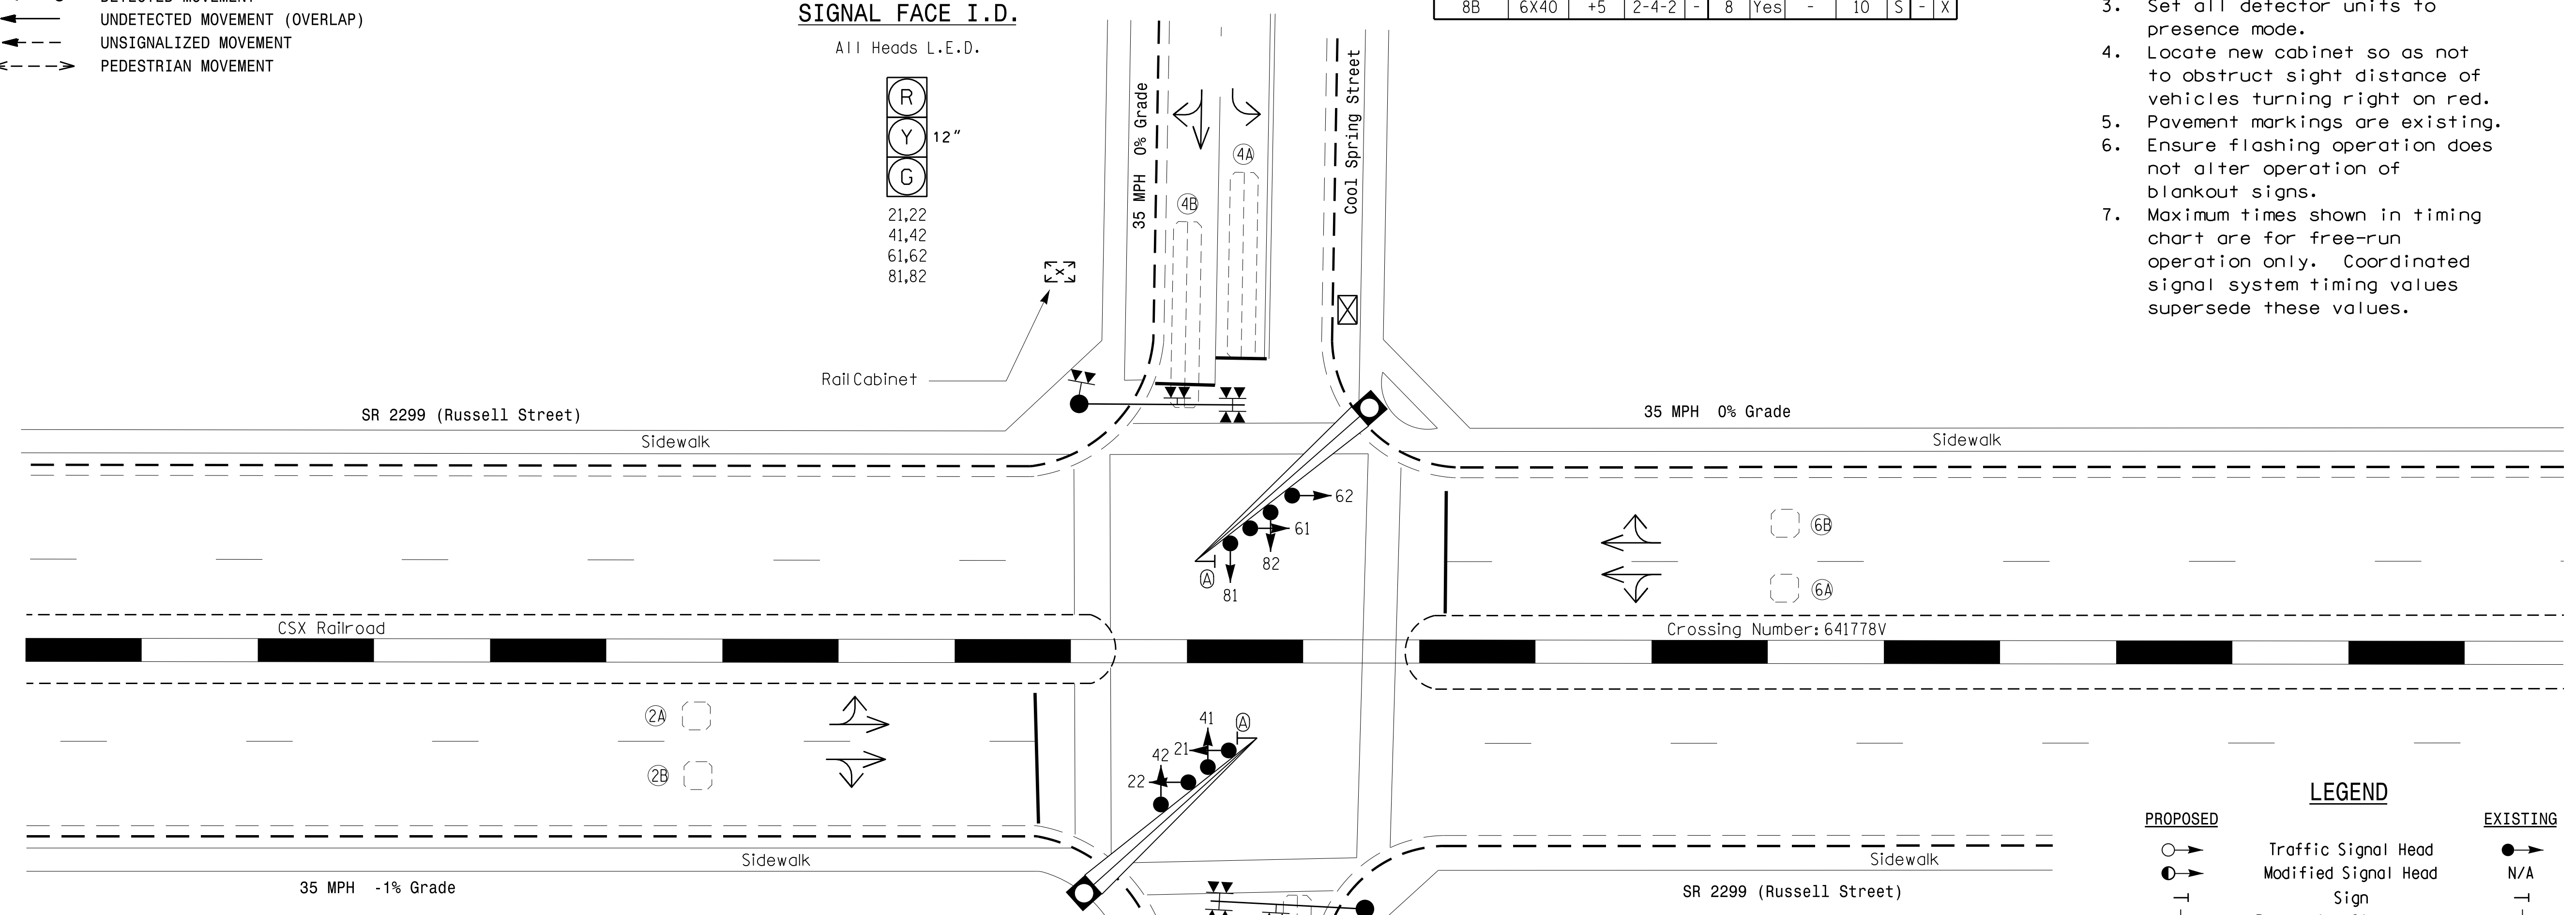 DETECTED MOVEMENT
UNDETECTED MOVEMENT (OVERLAP)
UNSIGNALIZED MOVEMENT
PEDESTRIAN MOVEMENT
SIGNAL FACE I.D.
All Heads L.E.D.
R
Y
G
12"
21,22
41,42
61,62
81,82
8B 6X40 +5 2-4-2 - 8 Yes - 10 S - X
3. Set all detector units to
presence mode.
4. Locate new cabinet so as not
to obstruct sight distance of
vehicles turning right on red.
5. Pavement markings are existing.
6. Ensure flashing operation does
not alter operation of
blankout signs.
7. Maximum times shown in timing
chart are for free-run
operation only. Coordinated
signal system timing values
supersede these values.
35 MPH 0% Grade
Cool Spring Street
4A
4B
Rail Cabinet
SR 2299 (Russell Street)
Sidewalk
35 MPH 0% Grade
Sidewalk
62
61
82
81
A
6B
6A
CSX Railroad
Crossing Number: 641778V
2A
2B
41
A
42
21
22
Sidewalk
35 MPH -1% Grade
Sidewalk
SR 2299 (Russell Street)
LEGEND
PROPOSED
EXISTING
Traffic Signal Head
Modified Signal Head
N/A
Sign